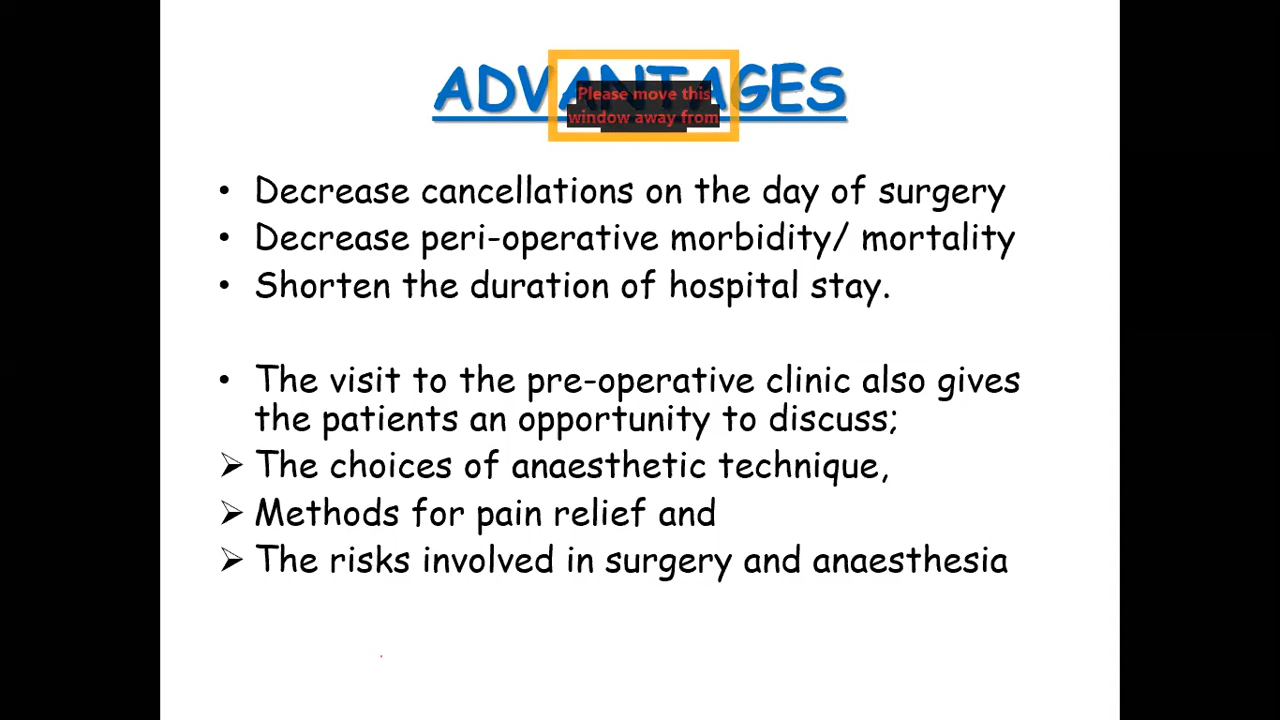 ADVANTAGES
Please move this
window away from
• Decrease cancellations on the day of surgery
• Decrease peri-operative morbidity/ mortality
• Shorten the duration of hospital stay.
• The visit to the pre-operative clinic also gives
the patients an opportunity to discuss;
➢ The choices of anaesthetic technique,
➢ Methods for pain relief and
➢ The risks involved in surgery and anaesthesia